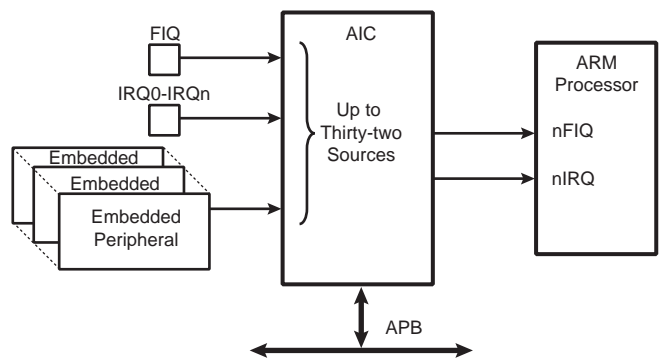 FIQ
IRQ0-IRQn
Embedded
Embedded
Embedded
Peripheral
AIC
Up to
Thirty-two
Sources
ARM
Processor
nFIQ
nIRQ
APB